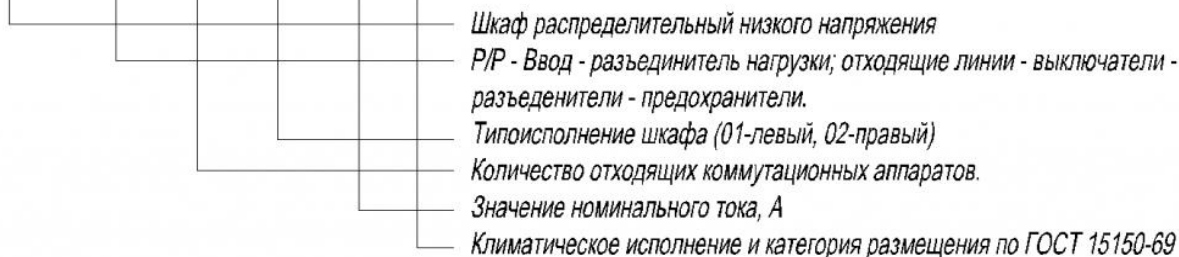 Шкаф распределительный низкого напряжения
Р/Р - Ввод - разъединитель нагрузки; отходящие линии - выключатели -
разъеденители - предохранители.
Типоисполнение шкафа (01-левый, 02-правый)
Количество отходящих коммутационных аппаратов.
Значение номинального тока, А
Климатическое исполнение и категория размещения по ГОСТ 15150-69